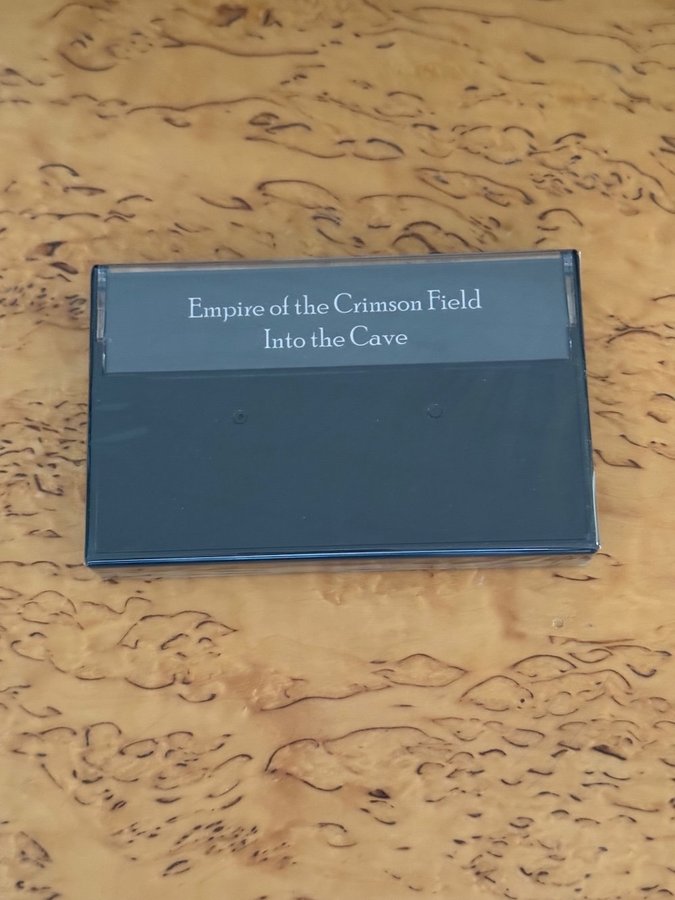 Empire of the Crimson Field
Into the Cave